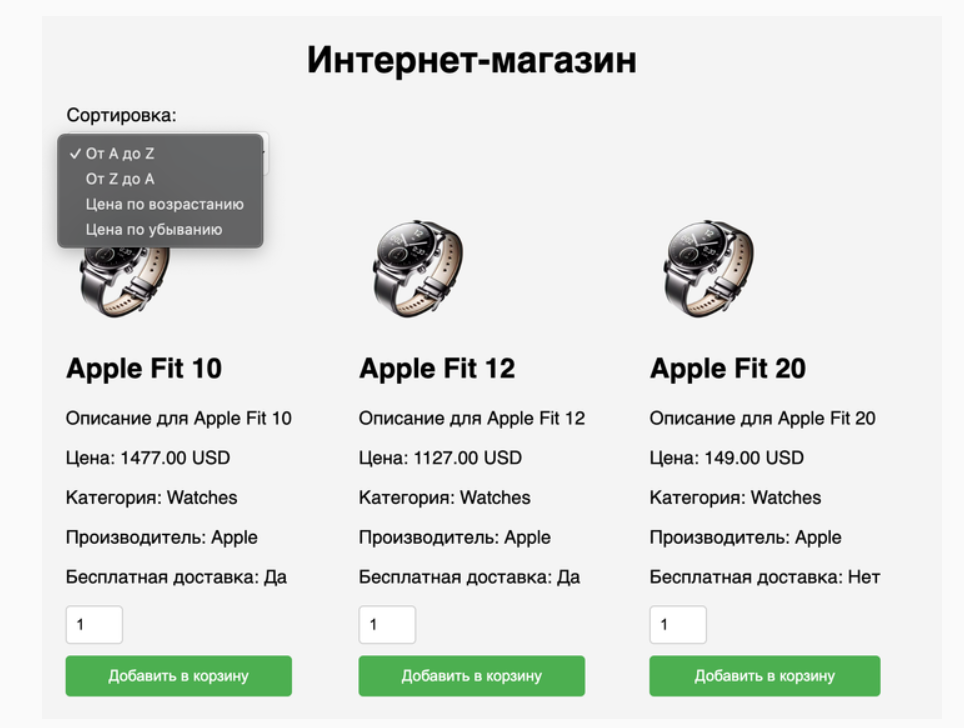 Интернет-магазин
Сортировка:
✓ От A до Z
От Z до A
Цена по возрастанию
Цена по убыванию
Apple Fit 10
Apple Fit 12
Apple Fit 20
Описание для Apple Fit 10
Описание для Apple Fit 12
Описание для Apple Fit 20
Цена: 1477.00 USD
Цена: 1127.00 USD
Цена: 149.00 USD
Категория: Watches
Категория: Watches
Категория: Watches
Производитель: Apple
Производитель: Apple
Производитель: Apple
Бесплатная доставка: Да
Бесплатная доставка: Да
Бесплатная доставка: Нет
1
1
1
Добавить в корзину
Добавить в корзину
Добавить в корзину